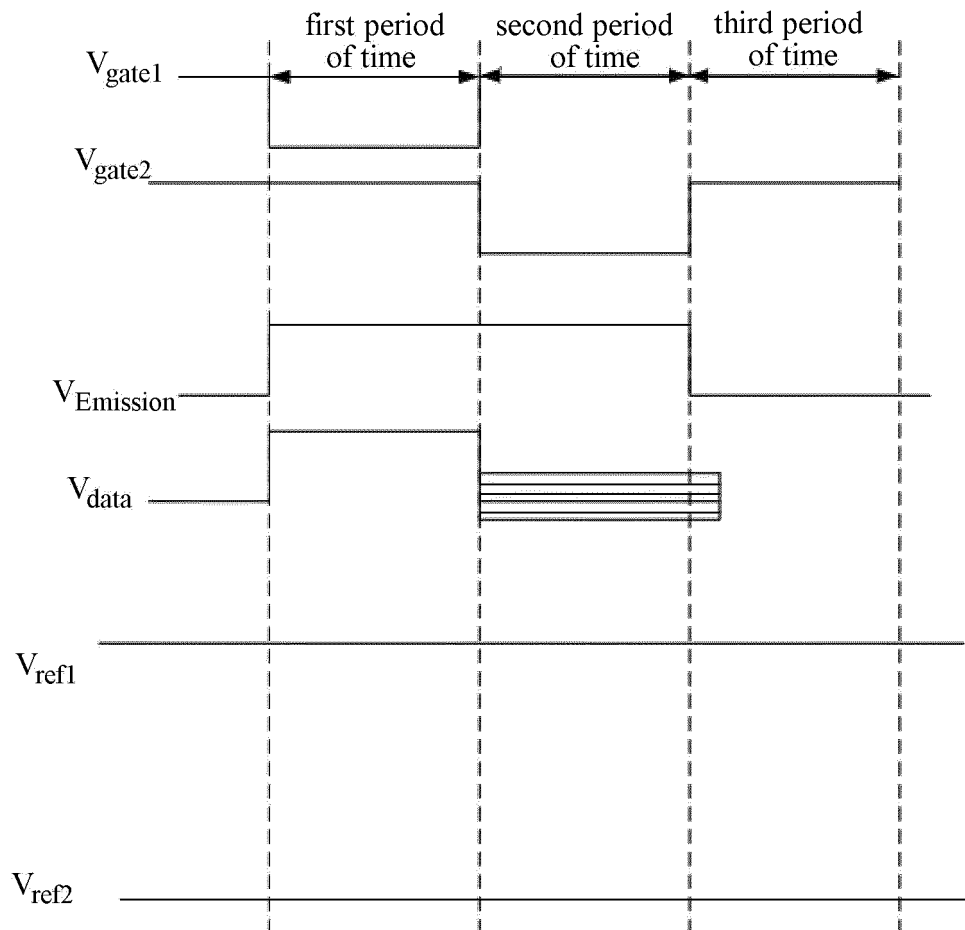 first period
of time
second period
of time
third period
of time
Vgate1
Vgate2
VEmission
Vdata
Vref1
Vref2